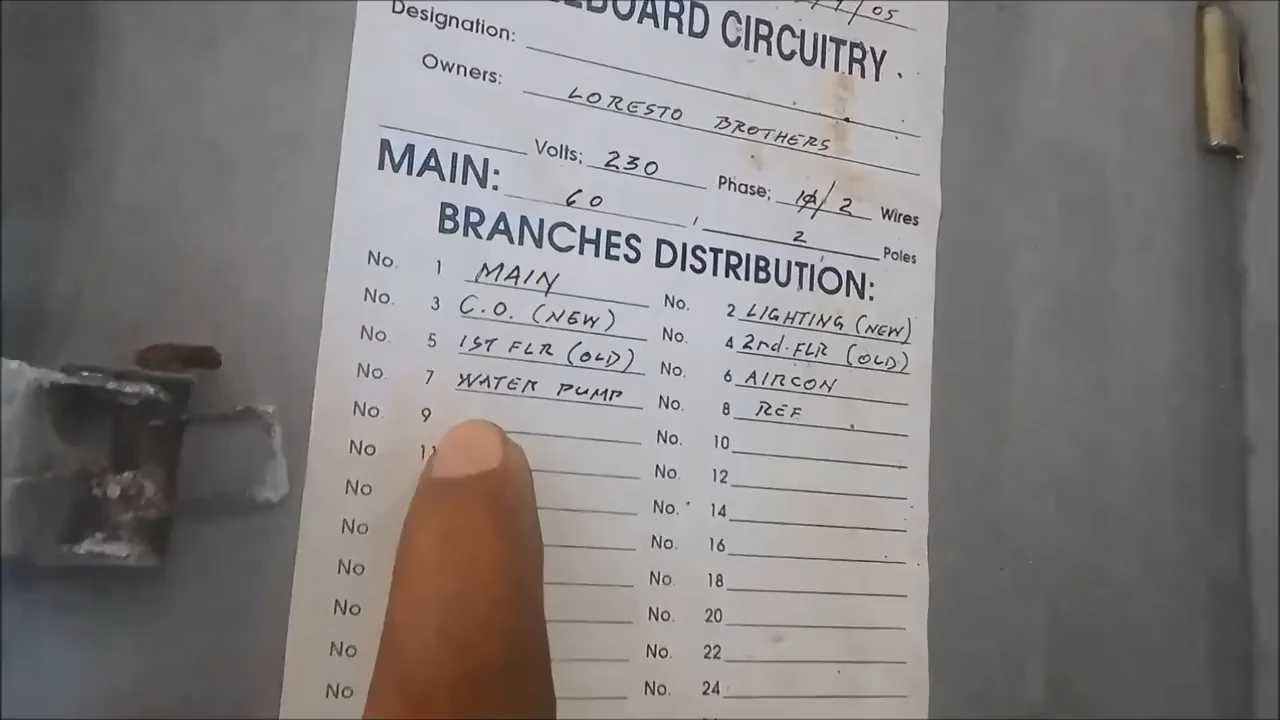 CIRCUITRY
Designation:
Owners: LORESTO BROTHERS
Volts; 230 Phase; 1φ/2 Wires
MAIN: 60, 2 Poles
BRANCHES DISTRIBUTION:
No. 1 MAIN No. 2 LIGHTING (NEW)
No. 3 C.O. (NEW) No. 4 2nd. FLR (OLD)
No. 5 1ST FLR (OLD) No. 6 AIRCON
No. 7 WATER PUMP No. 8 REF
No. 9 No. 10
No 11 No. 12
No No. 14
No No. 16
No No. 18
No No. 20
No No. 22
No No. 24